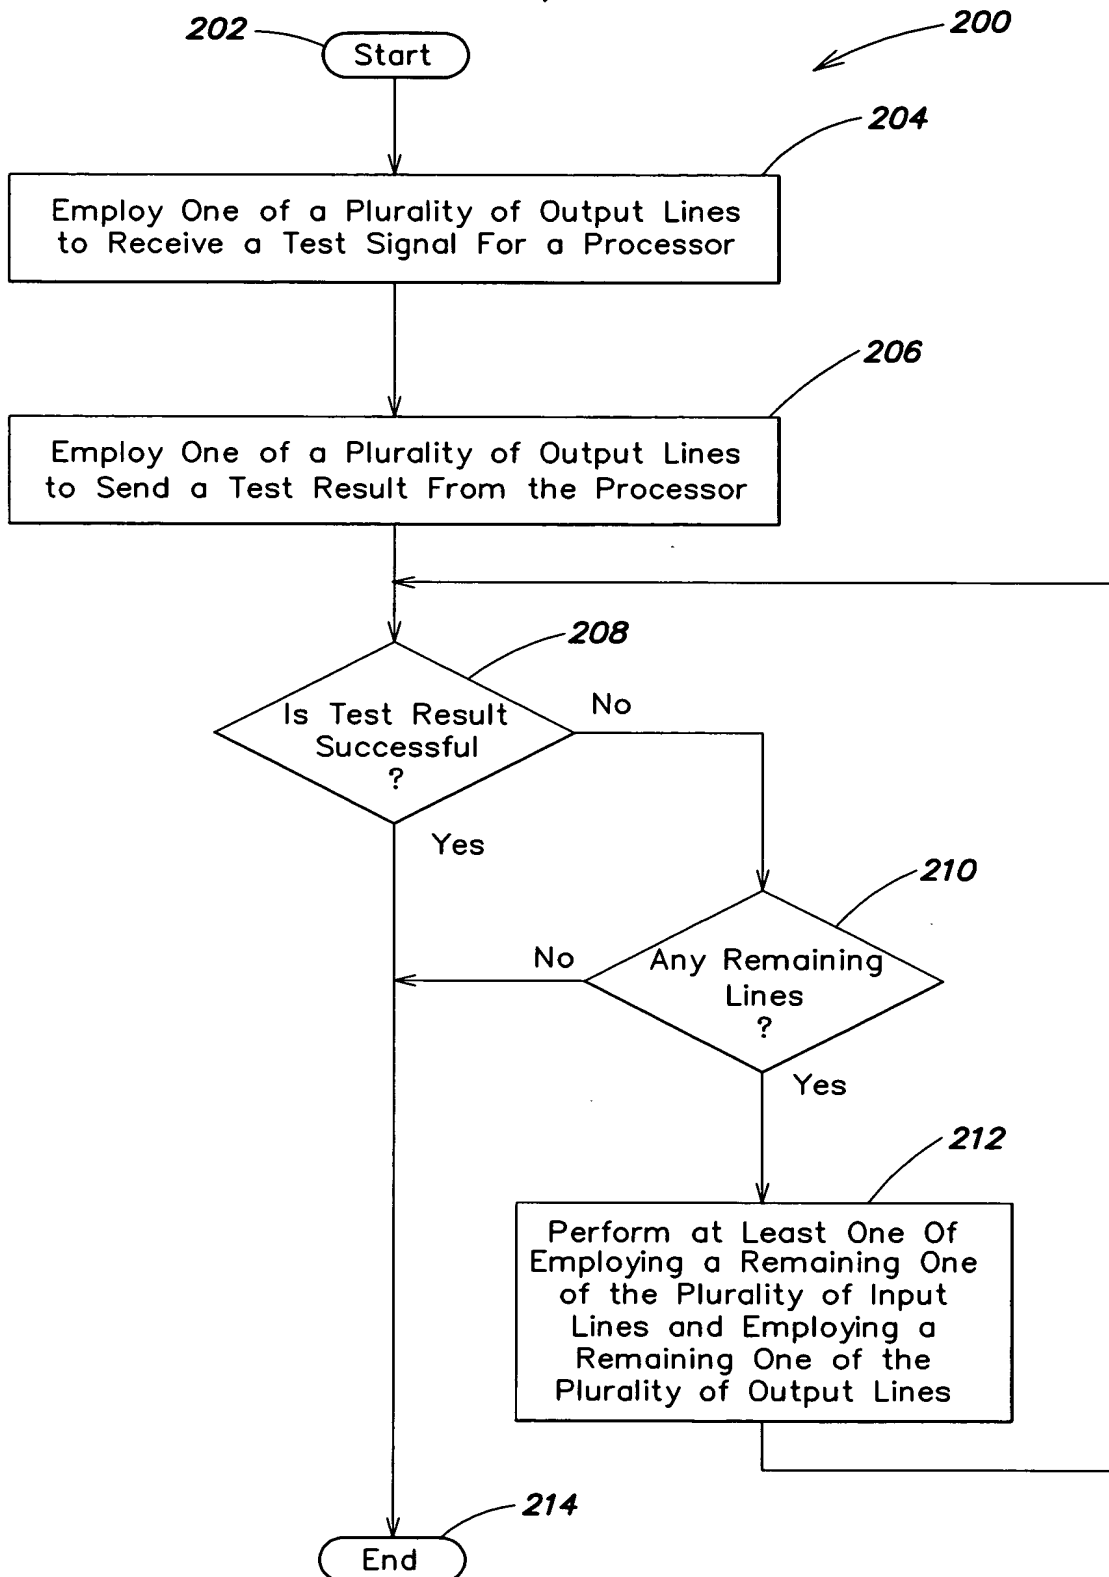 202
Start
200
204
Employ One of a Plurality of Output Lines
to Receive a Test Signal For a Processor
206
Employ One of a Plurality of Output Lines
to Send a Test Result From the Processor
208
Is Test Result
Successful
?
No
Yes
210
Any Remaining
Lines
?
No
Yes
212
Perform at Least One Of
Employing a Remaining One
of the Plurality of Input
Lines and Employing a
Remaining One of the
Plurality of Output Lines
214
End